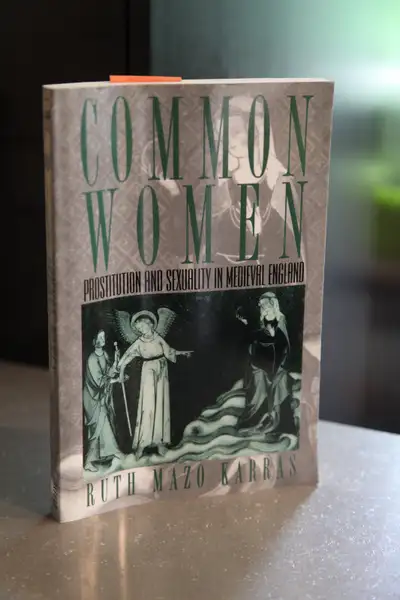 COMMON
WOMEN
PROSTITUTION AND SEXUALITY IN MEDIEVAL ENGLAND
RUTH MAZO KARRAS